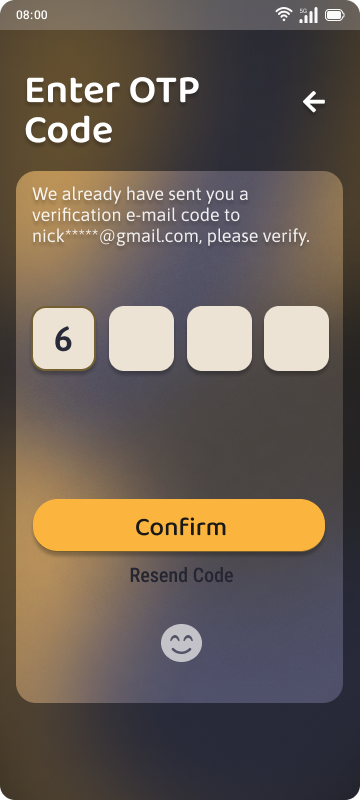 08:00
5G
Enter OTP
Code
We already have sent you a
verification e-mail code to
nick*****@gmail.com, please verify.
6
Confirm
Resend Code